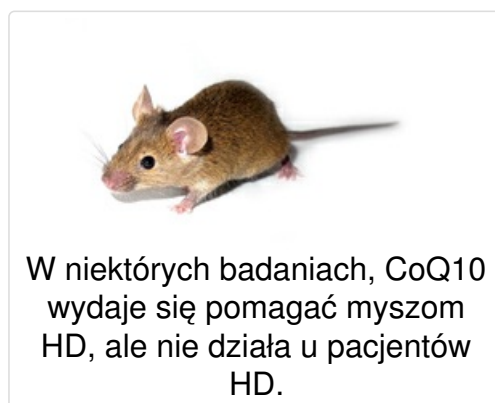 W niektórych badaniach, CoQ10
wydaje się pomagać myszom
HD, ale nie działa u pacjentów
HD.